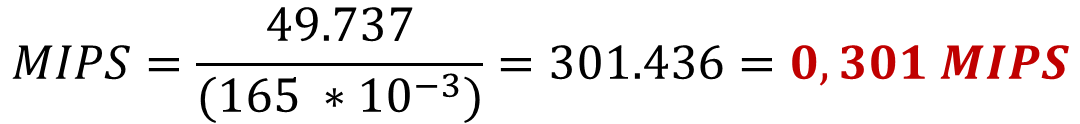 MIPS = 49.737 / (165 * 10⁻³) = 301.436 = 0,301 MIPS